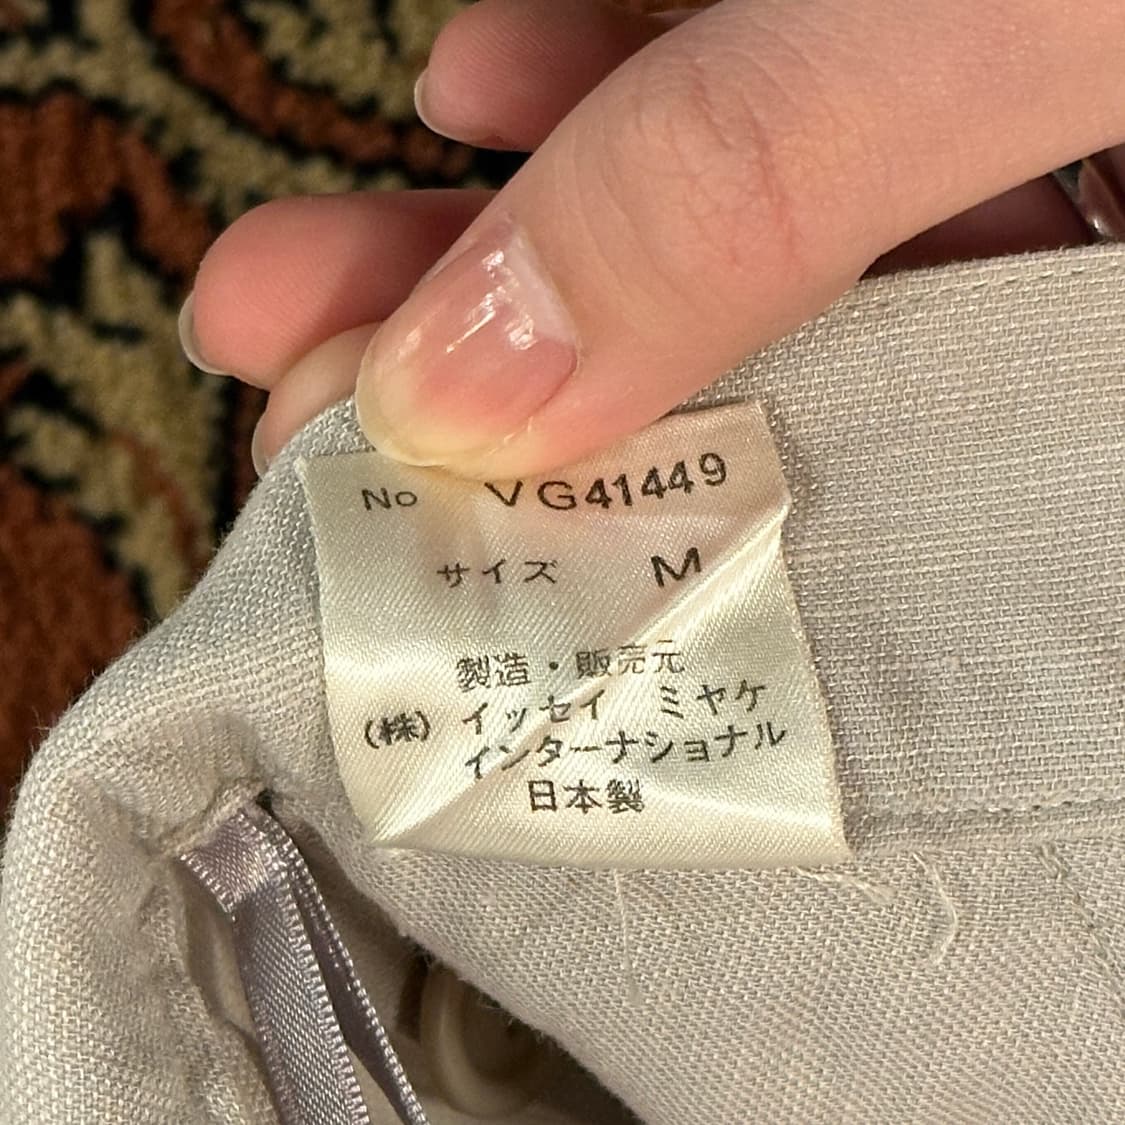 No VG41449
サイズ M
製造・販売元
(株) イッセイ ミヤケ
インターナショナル
日本製